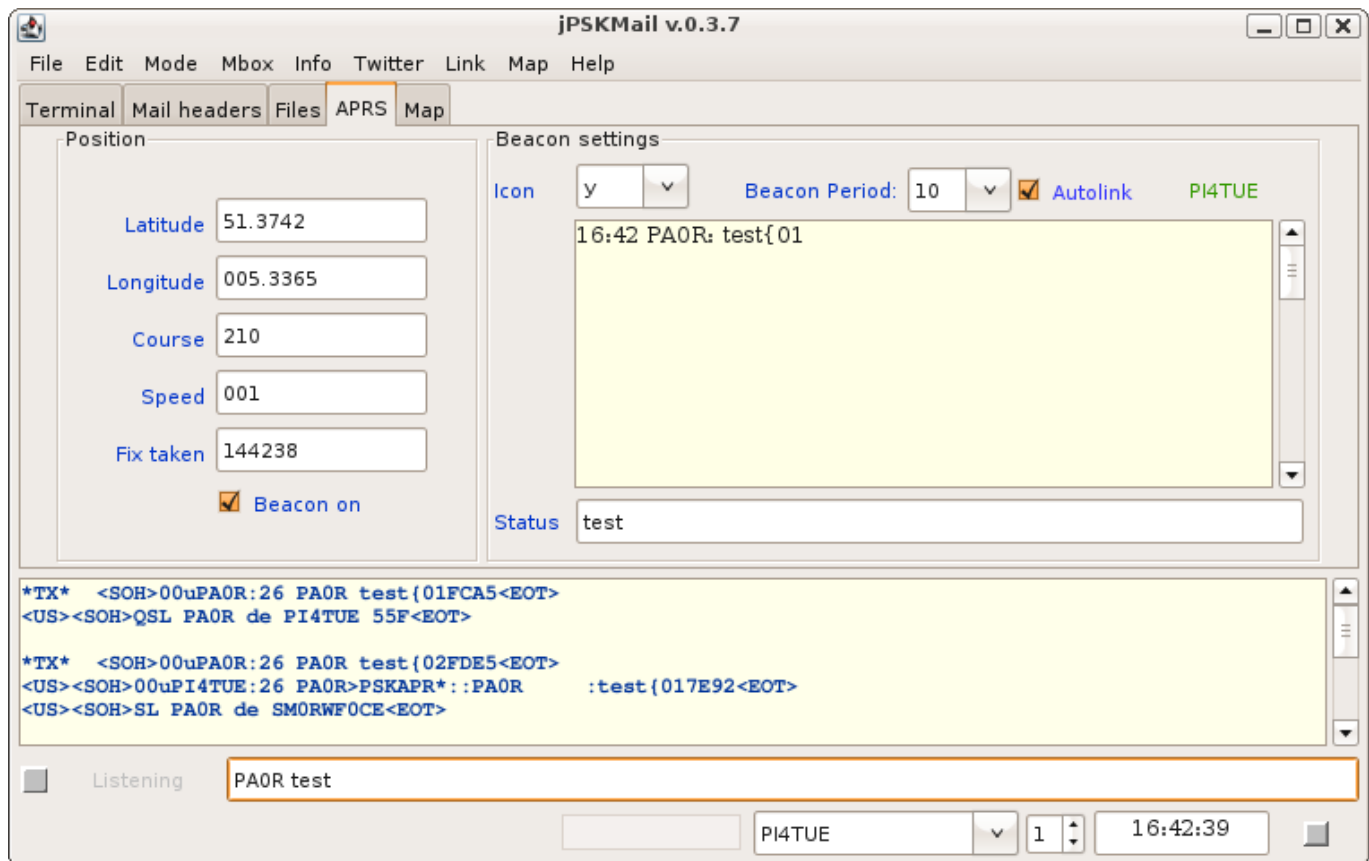 jPSKMail v.0.3.7
File Edit Mode Mbox Info Twitter Link Map Help
Terminal Mail headers Files APRS Map
Position
Latitude 51.3742
Longitude 005.3365
Course 210
Speed 001
Fix taken 144238
Beacon on
Beacon settings
Icon y Beacon Period: 10 Autolink PI4TUE
16:42 PA0R: test{01
Status test
*TX* <SOH>00uPA0R:26 PA0R test{01FCA5<EOT>
<US><SOH>QSL PA0R de PI4TUE 55F<EOT>
*TX* <SOH>00uPA0R:26 PA0R test{02FDE5<EOT>
<US><SOH>00uPI4TUE:26 PA0R>PSKAPR*::PA0R :test{017E92<EOT>
<US><SOH>SL PA0R de SM0RWF0CE<EOT>
Listening PA0R test
PI4TUE 1 16:42:39